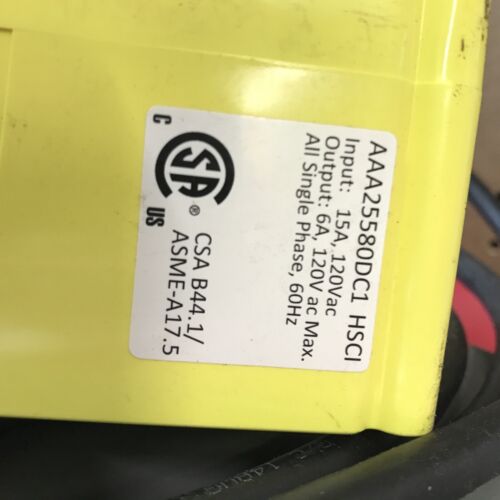 AAA25580DC1 HSCI
Input: 15A, 120Vac
Output: 6A, 120V ac Max.
All Single Phase, 60Hz
C
SA
®
US
CSA B44.1/
ASME-A17.5